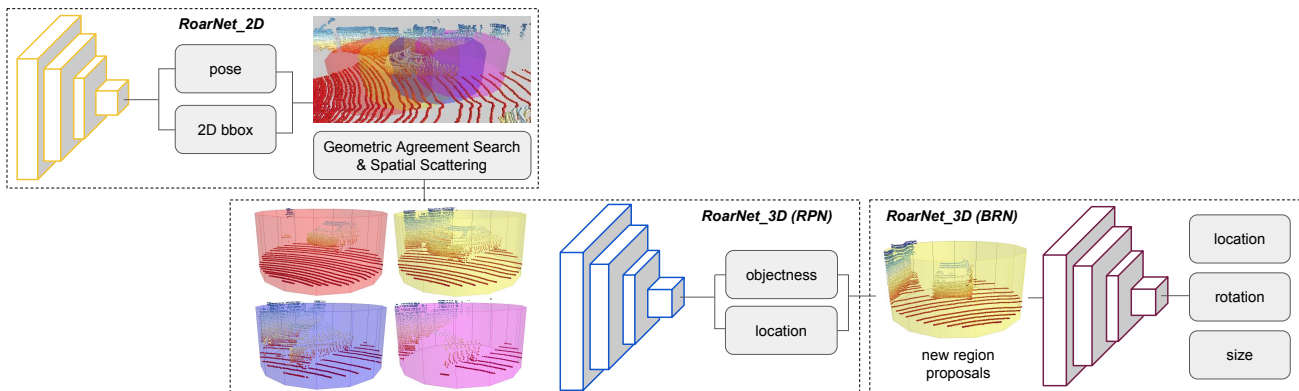 RoarNet_2D
pose
2D bbox
Geometric Agreement Search
& Spatial Scattering
RoarNet_3D (RPN)
objectness
location
RoarNet_3D (BRN)
new region
proposals
location
rotation
size